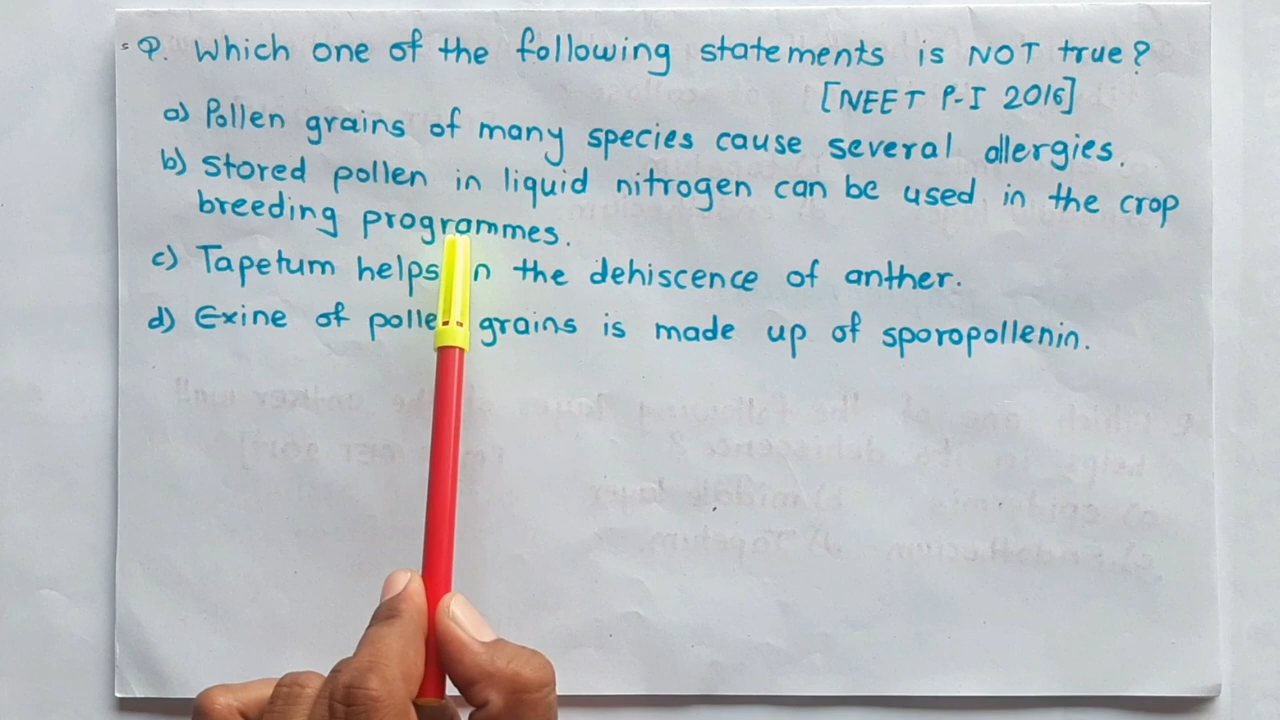 Q. Which one of the following statements is NOT true?
[NEET P-I 2016]
a) Pollen grains of many species cause several allergies.
b) Stored pollen in liquid nitrogen can be used in the crop
breeding programmes.
c) Tapetum helps n the dehiscence of anther.
d) Exine of polle grains is made up of sporopollenin.